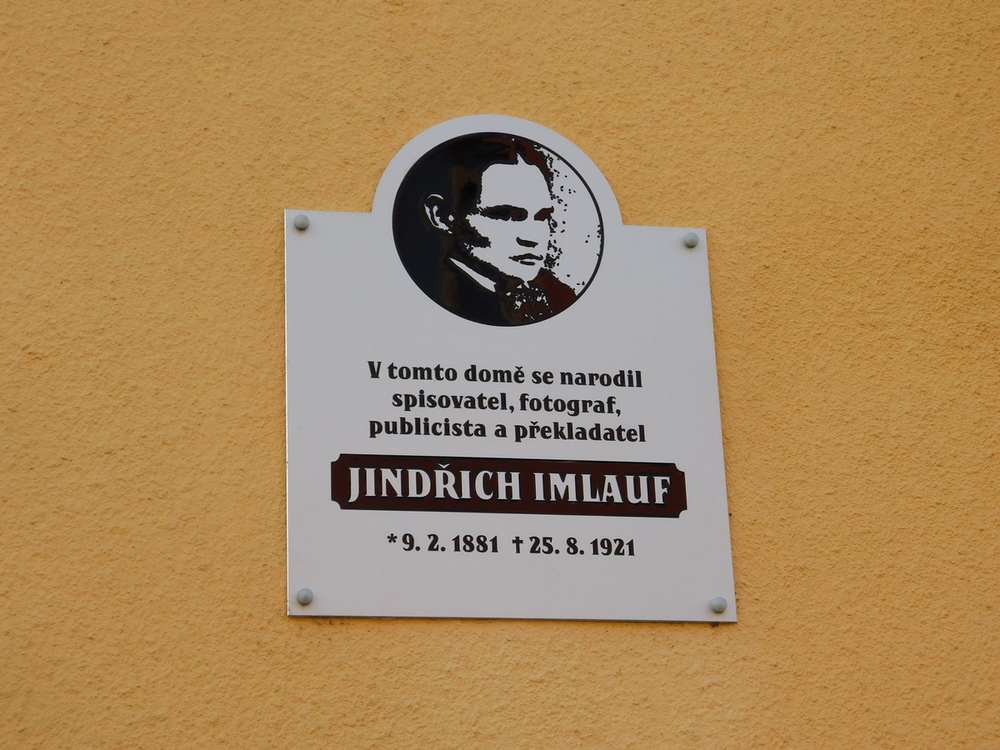 V tomto domě se narodil
spisovatel, fotograf,
publicista a překladatel
JINDŘICH IMLAUF
* 9. 2. 1881 † 25. 8. 1921